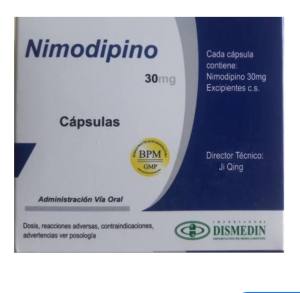 Nimodipino
30mg
Cápsulas
BPM
GMP
Administración Vía Oral
Dosis, reacciones adversas, contraindicaciones,
advertencias ver posología
Cada cápsula
contiene:
Nimodipino 30mg
Excipientes c.s.
Director Técnico:
Ji Qing
DISMEDIN